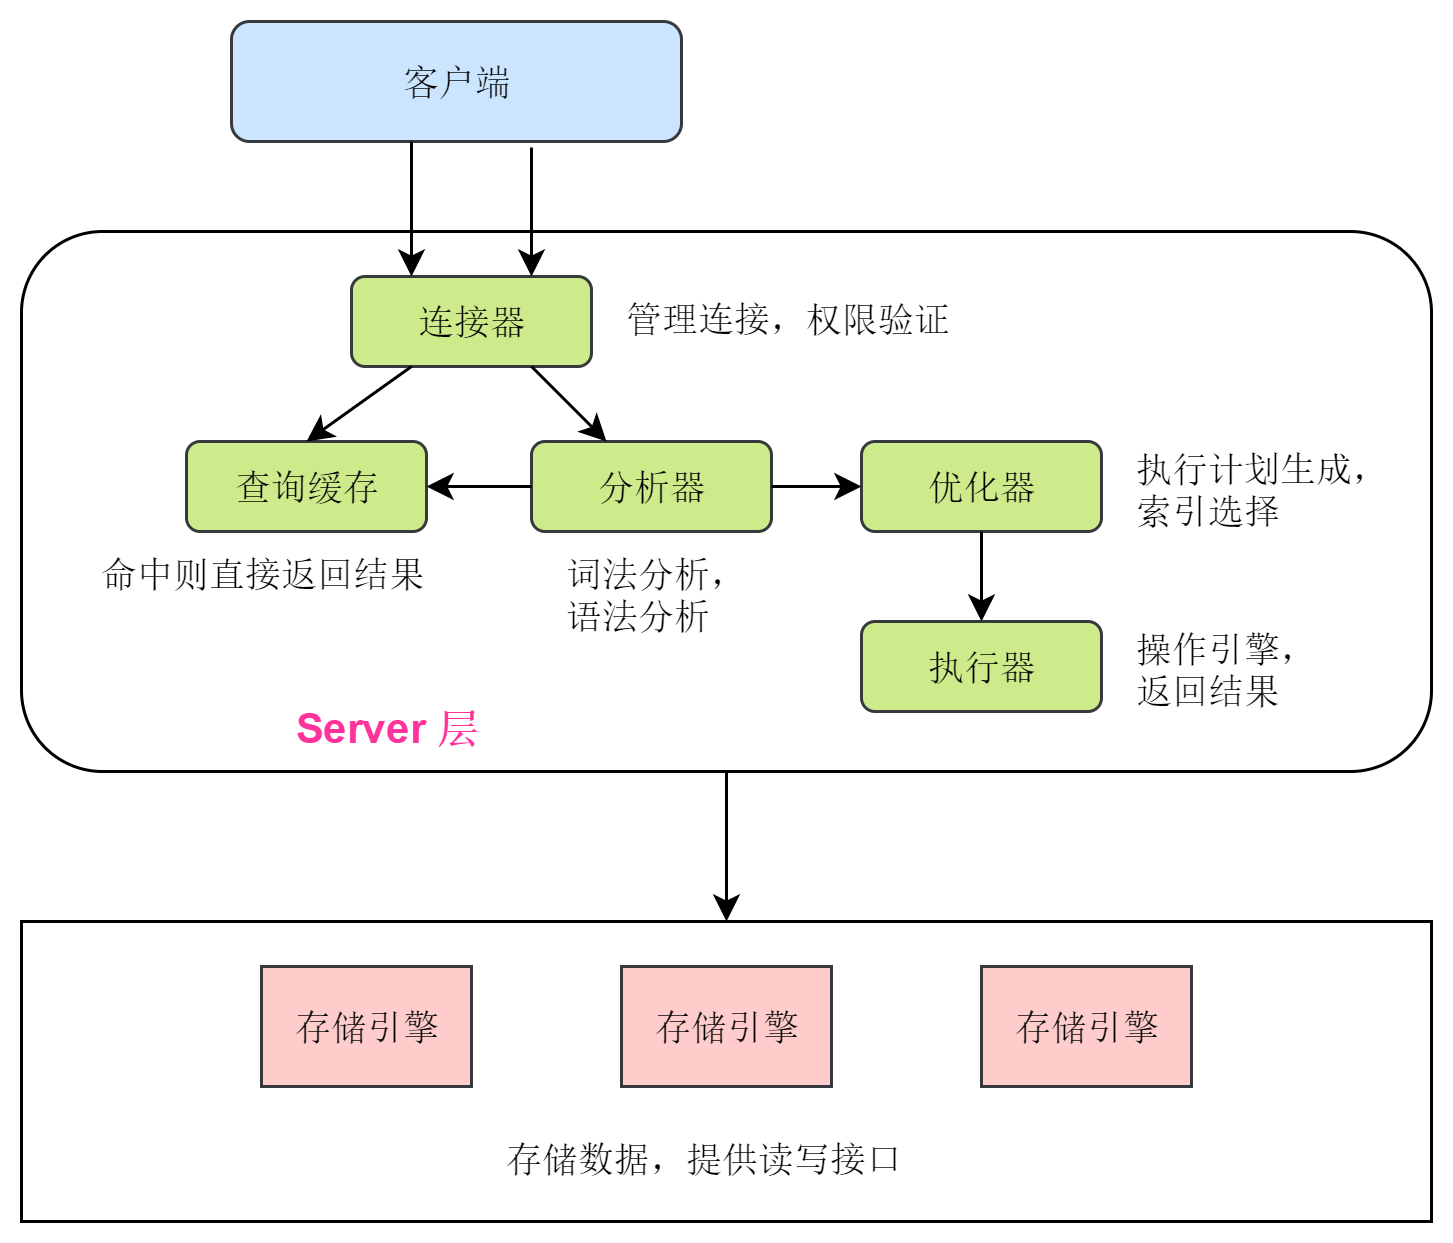 客户端
连接器
管理连接，权限验证
查询缓存
分析器
优化器
执行计划生成，
索引选择
命中则直接返回结果
词法分析，
语法分析
执行器
操作引擎，
返回结果
Server 层
存储引擎
存储引擎
存储引擎
存储数据，提供读写接口